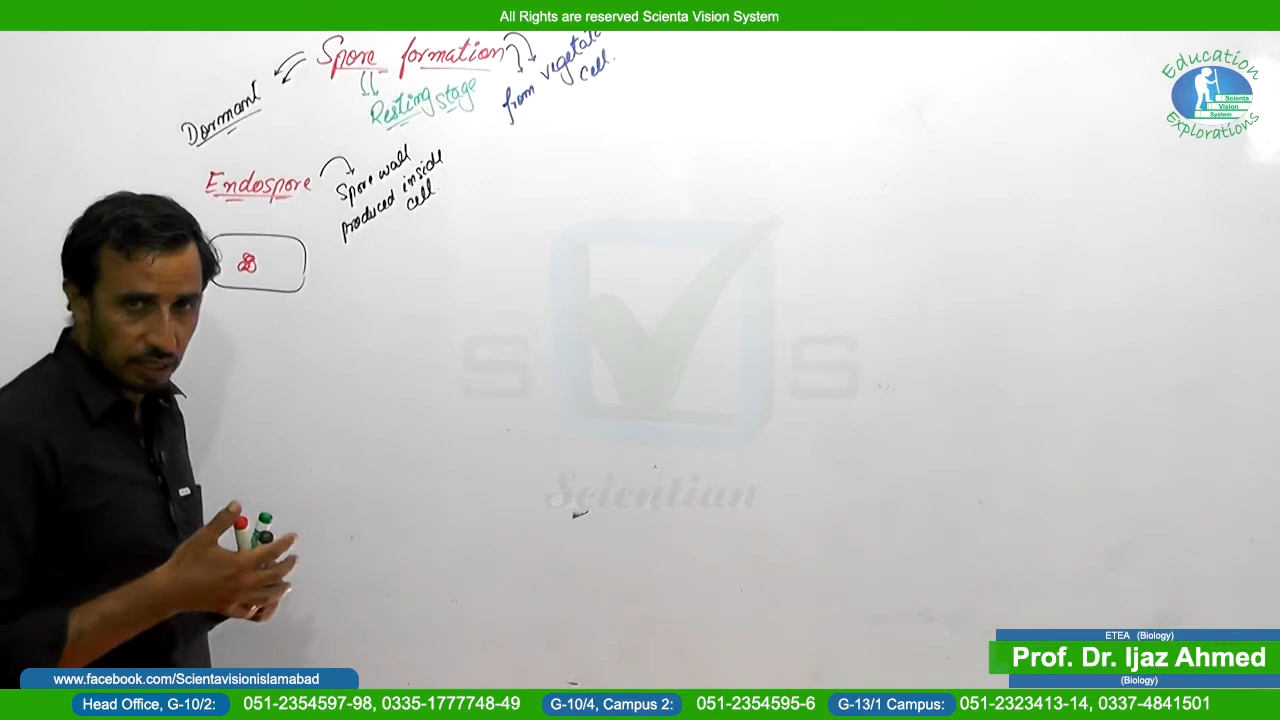 All Rights are reserved Scienta Vision System
Spore formation
Dormant
Resting stage
from vegetati
cell.
Endospore
Spore wall
produced inside
cell
Education
Scienta
Vision
System
Explorations
S S
Scientian
ETEA (Biology)
Prof. Dr. Ijaz Ahmed
(Biology)
www.facebook.com/Scientavisionislamabad
Head Office, G-10/2: 051-2354597-98, 0335-1777748-49 G-10/4, Campus 2: 051-2354595-6 G-13/1 Campus: 051-2323413-14, 0337-4841501